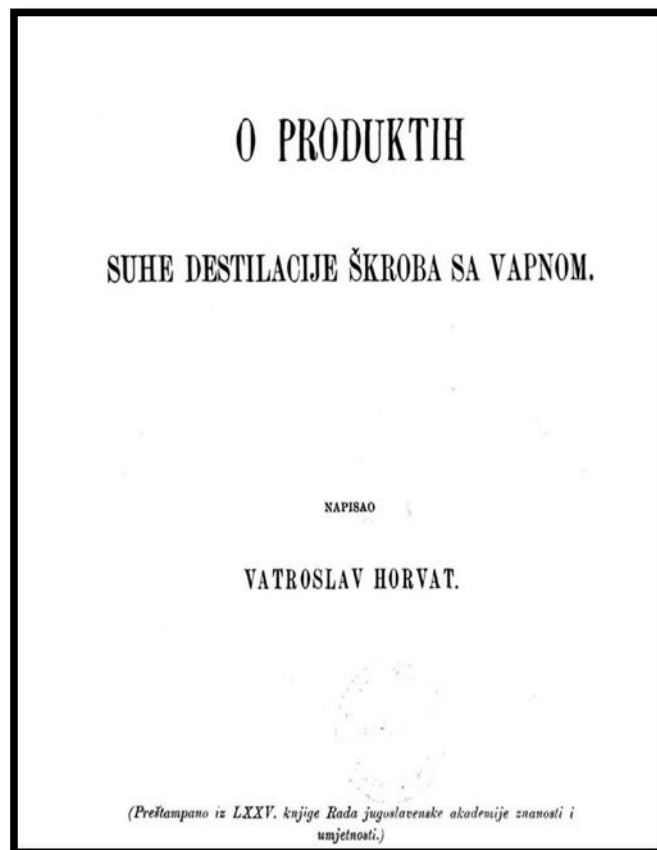 O PRODUKTIH
SUHE DESTILACIJE ŠKROBA SA VAPNOM.
NAPISAO
VATROSLAV HORVAT.
(Preštampano iz LXXV. knjige Rada jugoslavenske akademije znanosti i
umjetnosti.)